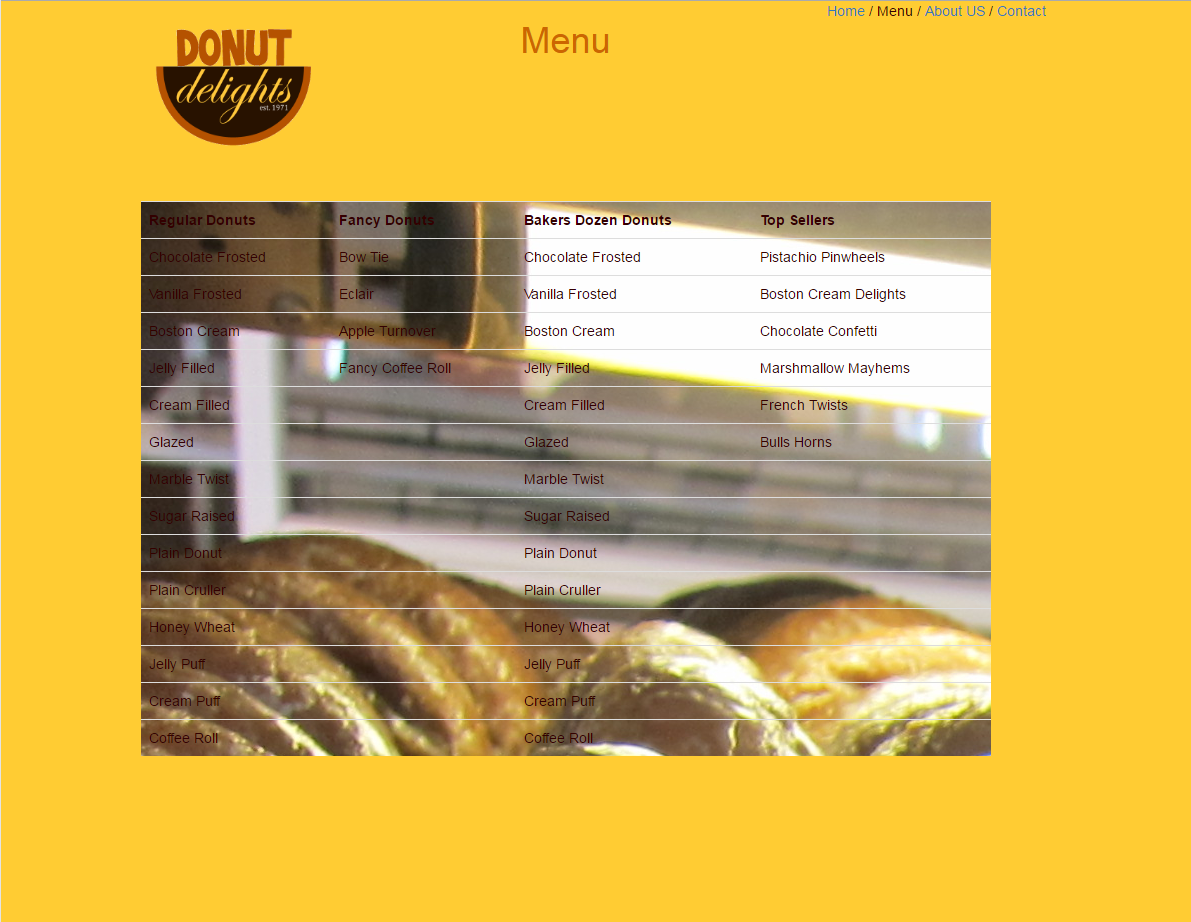 Home / Menu / About US / Contact
Menu
DONUT
delights
est. 1971
Regular Donuts Fancy Donuts Bakers Dozen Donuts Top Sellers
Chocolate Frosted Bow Tie Chocolate Frosted Pistachio Pinwheels
Vanilla Frosted Eclair Vanilla Frosted Boston Cream Delights
Boston Cream Apple Turnover Boston Cream Chocolate Confetti
Jelly Filled Fancy Coffee Roll Jelly Filled Marshmallow Mayhems
Cream Filled Cream Filled French Twists
Glazed Glazed Bulls Horns
Marble Twist Marble Twist
Sugar Raised Sugar Raised
Plain Donut Plain Donut
Plain Cruller Plain Cruller
Honey Wheat Honey Wheat
Jelly Puff Jelly Puff
Cream Puff Cream Puff
Coffee Roll Coffee Roll